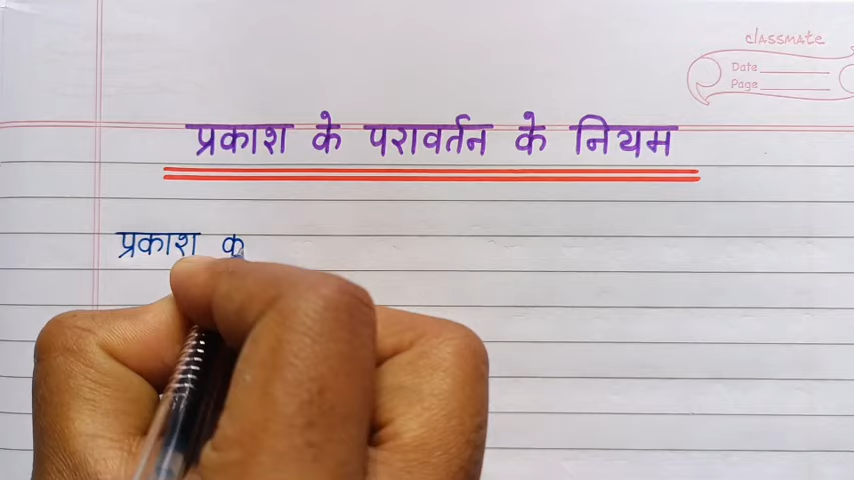 classmate
Date
Page
प्रकाश के परावर्तन के नियम
प्रकाश क